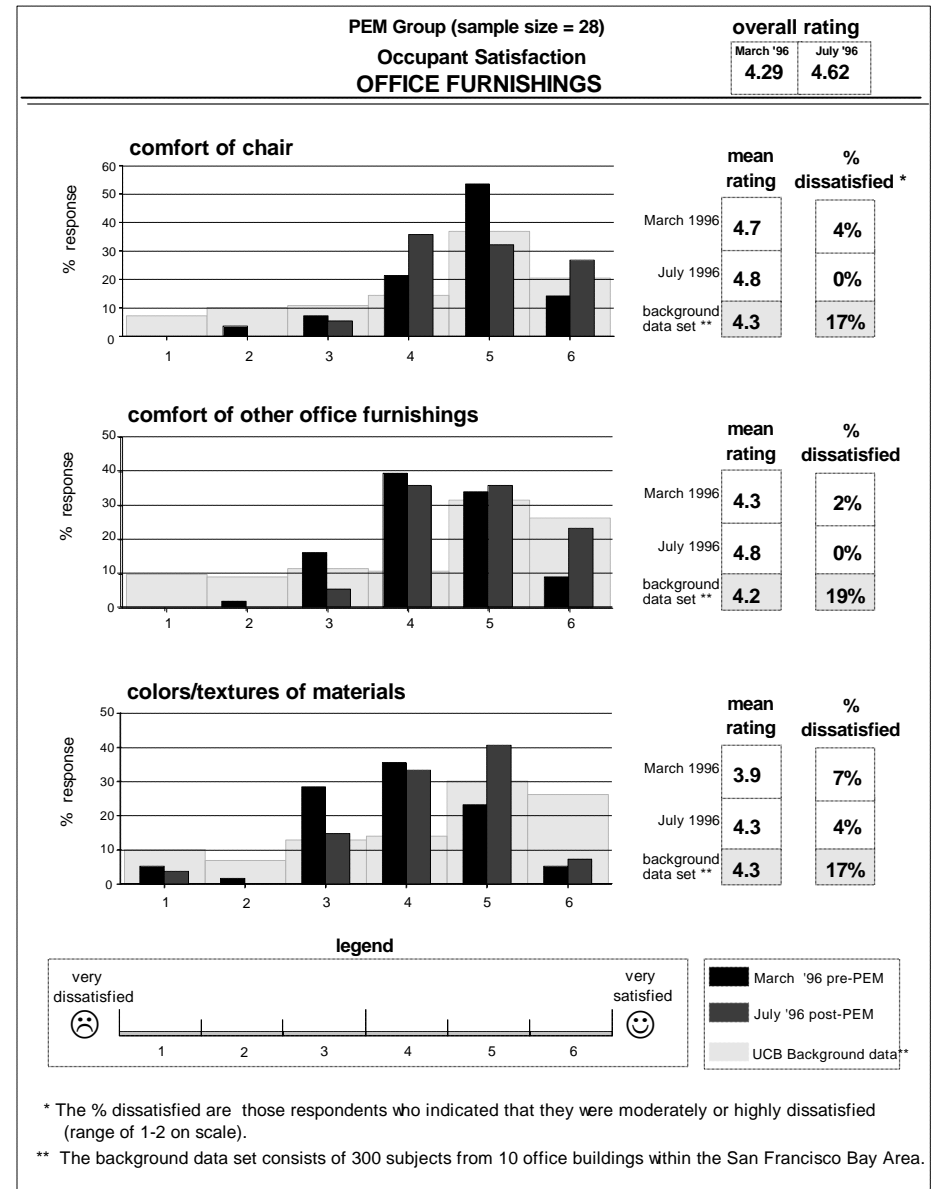 PEM Group (sample size = 28)
Occupant Satisfaction
OFFICE FURNISHINGS
overall rating
March '96 July '96
4.29 4.62
comfort of chair
% response
60
50
40
30
20
10
0
1 2 3 4 5 6
mean rating
% dissatisfied *
March 1996 4.7 4%
July 1996 4.8 0%
background data set ** 4.3 17%
comfort of other office furnishings
% response
50
40
30
20
10
0
1 2 3 4 5 6
mean rating
% dissatisfied
March 1996 4.3 2%
July 1996 4.8 0%
background data set ** 4.2 19%
colors/textures of materials
% response
50
40
30
20
10
0
1 2 3 4 5 6
mean rating
% dissatisfied
March 1996 3.9 7%
July 1996 4.3 4%
background data set ** 4.3 17%
legend
very dissatisfied
very satisfied
1 2 3 4 5 6
March '96 pre-PEM
July '96 post-PEM
UCB Background data**
* The % dissatisfied are those respondents who indicated that they were moderately or highly dissatisfied
(range of 1-2 on scale).
** The background data set consists of 300 subjects from 10 office buildings within the San Francisco Bay Area.